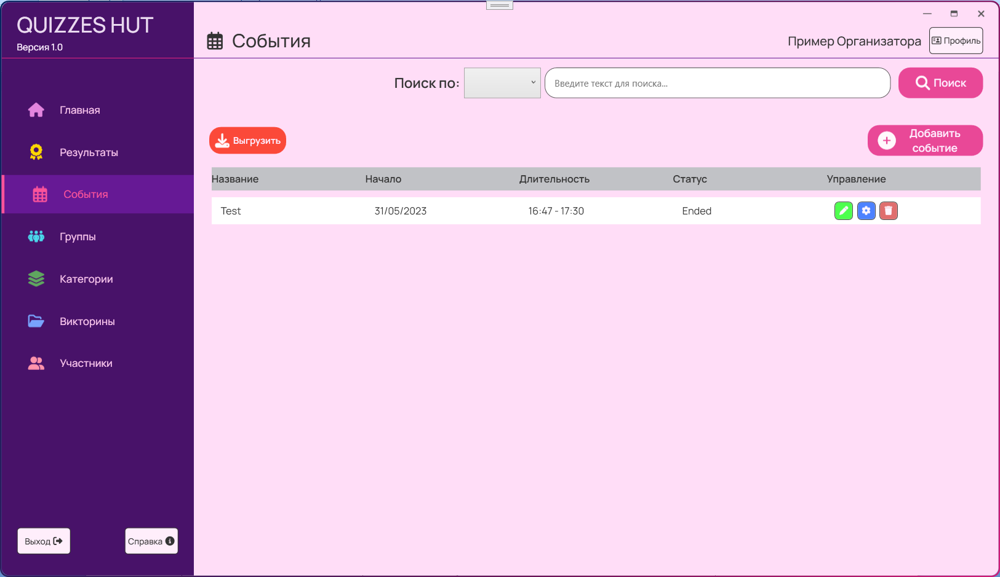 QUIZZES HUT
Версия 1.0
События
Пример Организатора
Профиль
Поиск по:
Введите текст для поиска...
Поиск
Главная
Результаты
События
Группы
Категории
Викторины
Участники
Выход
Справка
Выгрузить
Добавить
событие
Название Начало Длительность Статус Управление
Test 31/05/2023 16:47 - 17:30 Ended